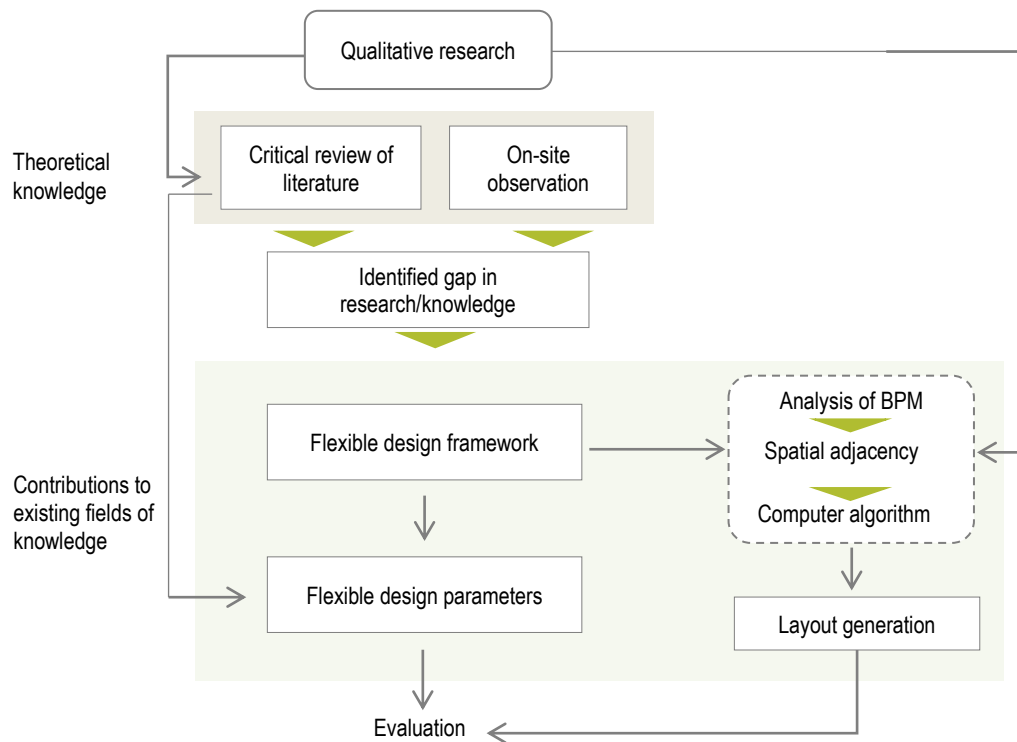 Qualitative research
Theoretical
knowledge
Critical review of
literature
On-site
observation
Identified gap in
research/knowledge
Flexible design framework
Analysis of BPM
Spatial adjacency
Computer algorithm
Contributions to
existing fields of
knowledge
Flexible design parameters
Layout generation
Evaluation